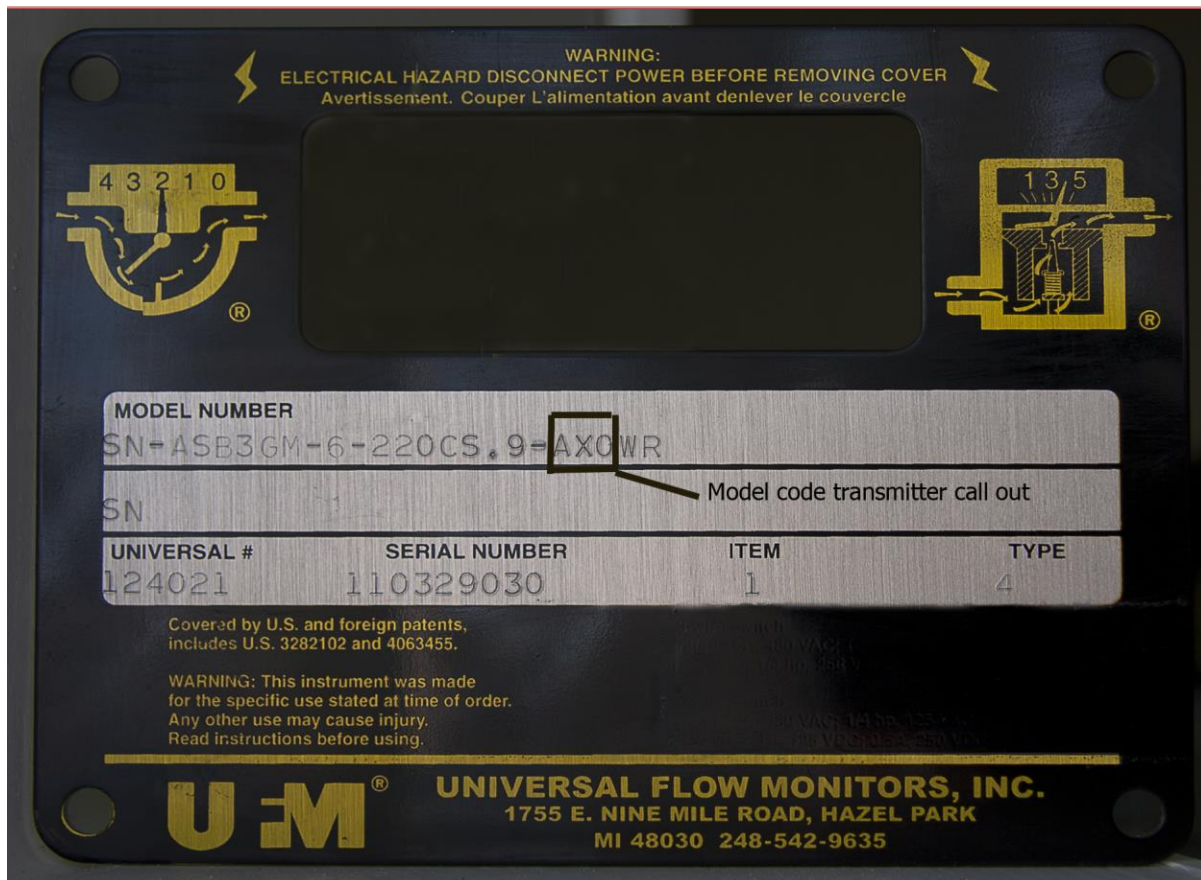 WARNING:
ELECTRICAL HAZARD DISCONNECT POWER BEFORE REMOVING COVER
Avertissement. Couper L'alimentation avant denlever le couvercle
4 3 2 1 0
1 3 5
®
®
MODEL NUMBER
SN-ASB3GM-6-220CS.9-AXOWR
Model code transmitter call out
SN
UNIVERSAL # SERIAL NUMBER ITEM TYPE
124021 110329030 1 4
Covered by U.S. and foreign patents,
includes U.S. 3282102 and 4063455.
WARNING: This instrument was made
for the specific use stated at time of order.
Any other use may cause injury.
Read instructions before using.
UFM® UNIVERSAL FLOW MONITORS, INC.
1755 E. NINE MILE ROAD, HAZEL PARK
MI 48030 248-542-9635